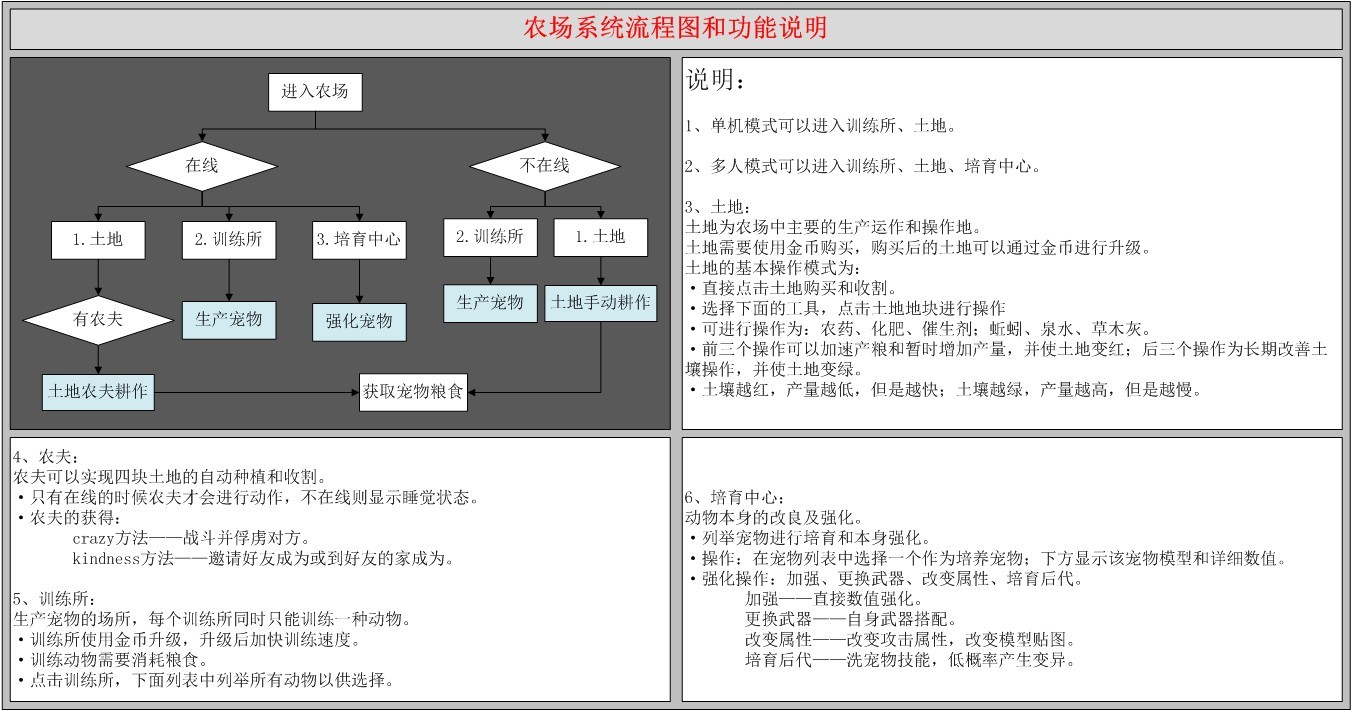 农场系统流程图和功能说明
进入农场
在线
不在线
1.土地
2.训练所
3.培育中心
2.训练所
1.土地
有农夫
生产宠物
强化宠物
生产宠物
土地手动耕作
土地农夫耕作
获取宠物粮食
说明：
1、单机模式可以进入训练所、土地。
2、多人模式可以进入训练所、土地、培育中心。
3、土地：
土地为农场中主要的生产运作和操作地。
土地需要使用金币购买，购买后的土地可以通过金币进行升级。
土地的基本操作模式为：
·直接点击土地购买和收割。
·选择下面的工具，点击土地地块进行操作
·可进行操作为：农药、化肥、催生剂；蚯蚓、泉水、草木灰。
·前三个操作可以加速产粮和暂时增加产量，并使土地变红；后三个操作为长期改善土
壤操作，并使土地变绿。
·土壤越红，产量越低，但是越快；土壤越绿，产量越高，但是越慢。
4、农夫：
农夫可以实现四块土地的自动种植和收割。
·只有在线的时候农夫才会进行动作，不在线则显示睡觉状态。
·农夫的获得：
crazy方法——战斗并俘虏对方。
kindness方法——邀请好友成为或到好友的家成为。
5、训练所：
生产宠物的场所，每个训练所同时只能训练一种动物。
·训练所使用金币升级，升级后加快训练速度。
·训练动物需要消耗粮食。
·点击训练所，下面列表中列举所有动物以供选择。
6、培育中心；
动物本身的改良及强化。
·列举宠物进行培育和本身强化。
·操作：在宠物列表中选择一个作为培养宠物；下方显示该宠物模型和详细数值。
·强化操作：加强、更换武器、改变属性、培育后代。
加强——直接数值强化。
更换武器——自身武器搭配。
改变属性——改变攻击属性，改变模型贴图。
培育后代——洗宠物技能，低概率产生变异。